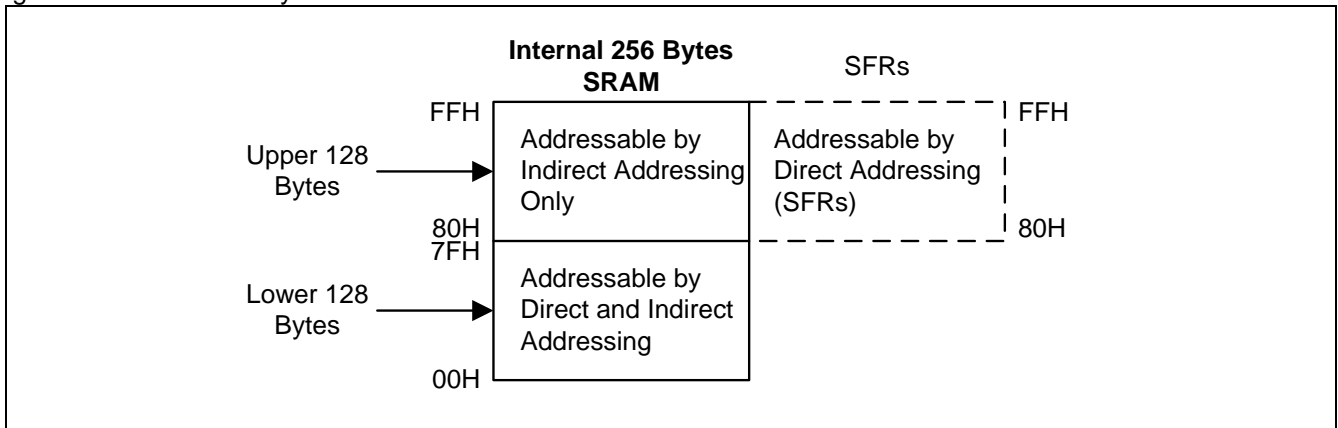 Internal 256 Bytes
SRAM
SFRs
FFH
FFH
Upper 128
Bytes
Addressable by
Indirect Addressing
Only
Addressable by
Direct Addressing
(SFRs)
80H
80H
7FH
Lower 128
Bytes
Addressable by
Direct and Indirect
Addressing
00H